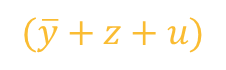 (ȳ + z + u)